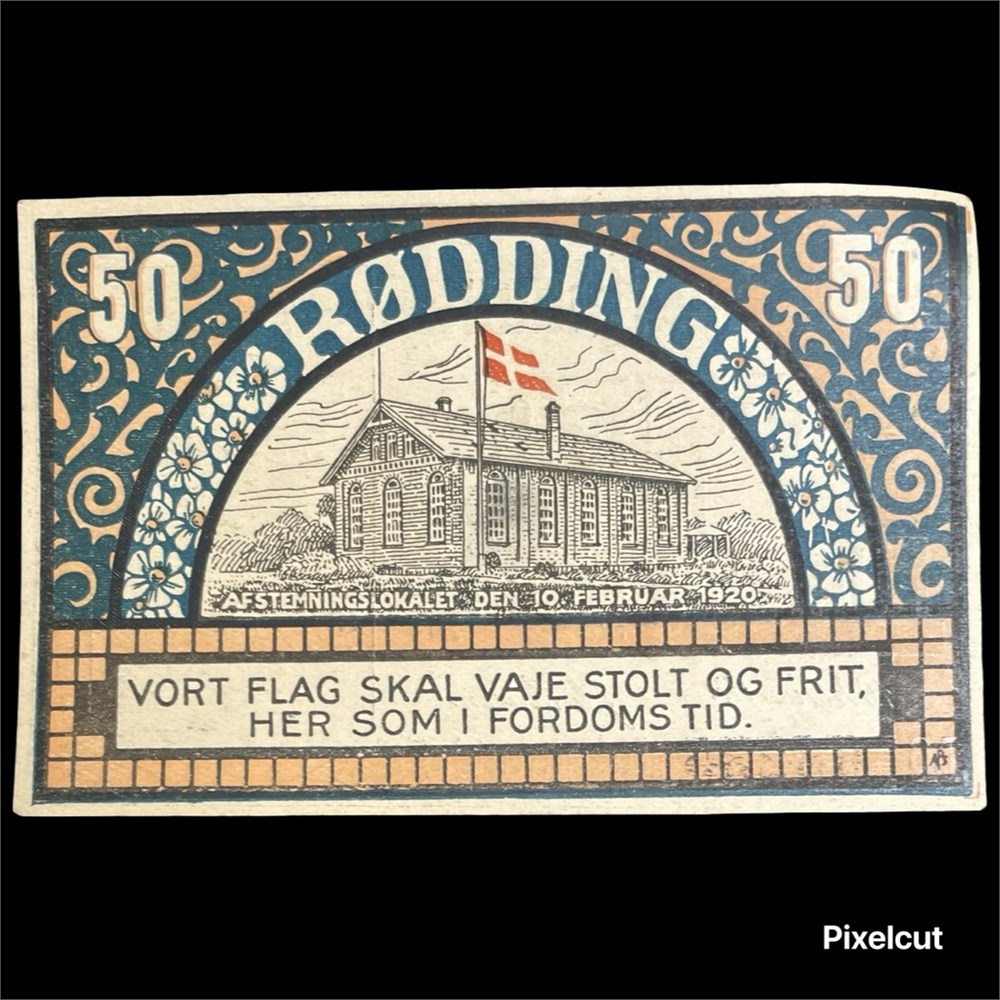 50
RØDDING
50
AFSTEMNINGSLOKALET DEN 10. FEBRUAR 1920.
VORT FLAG SKAL VAJE STOLT OG FRIT,
HER SOM I FORDOMS TID.
Pixelcut